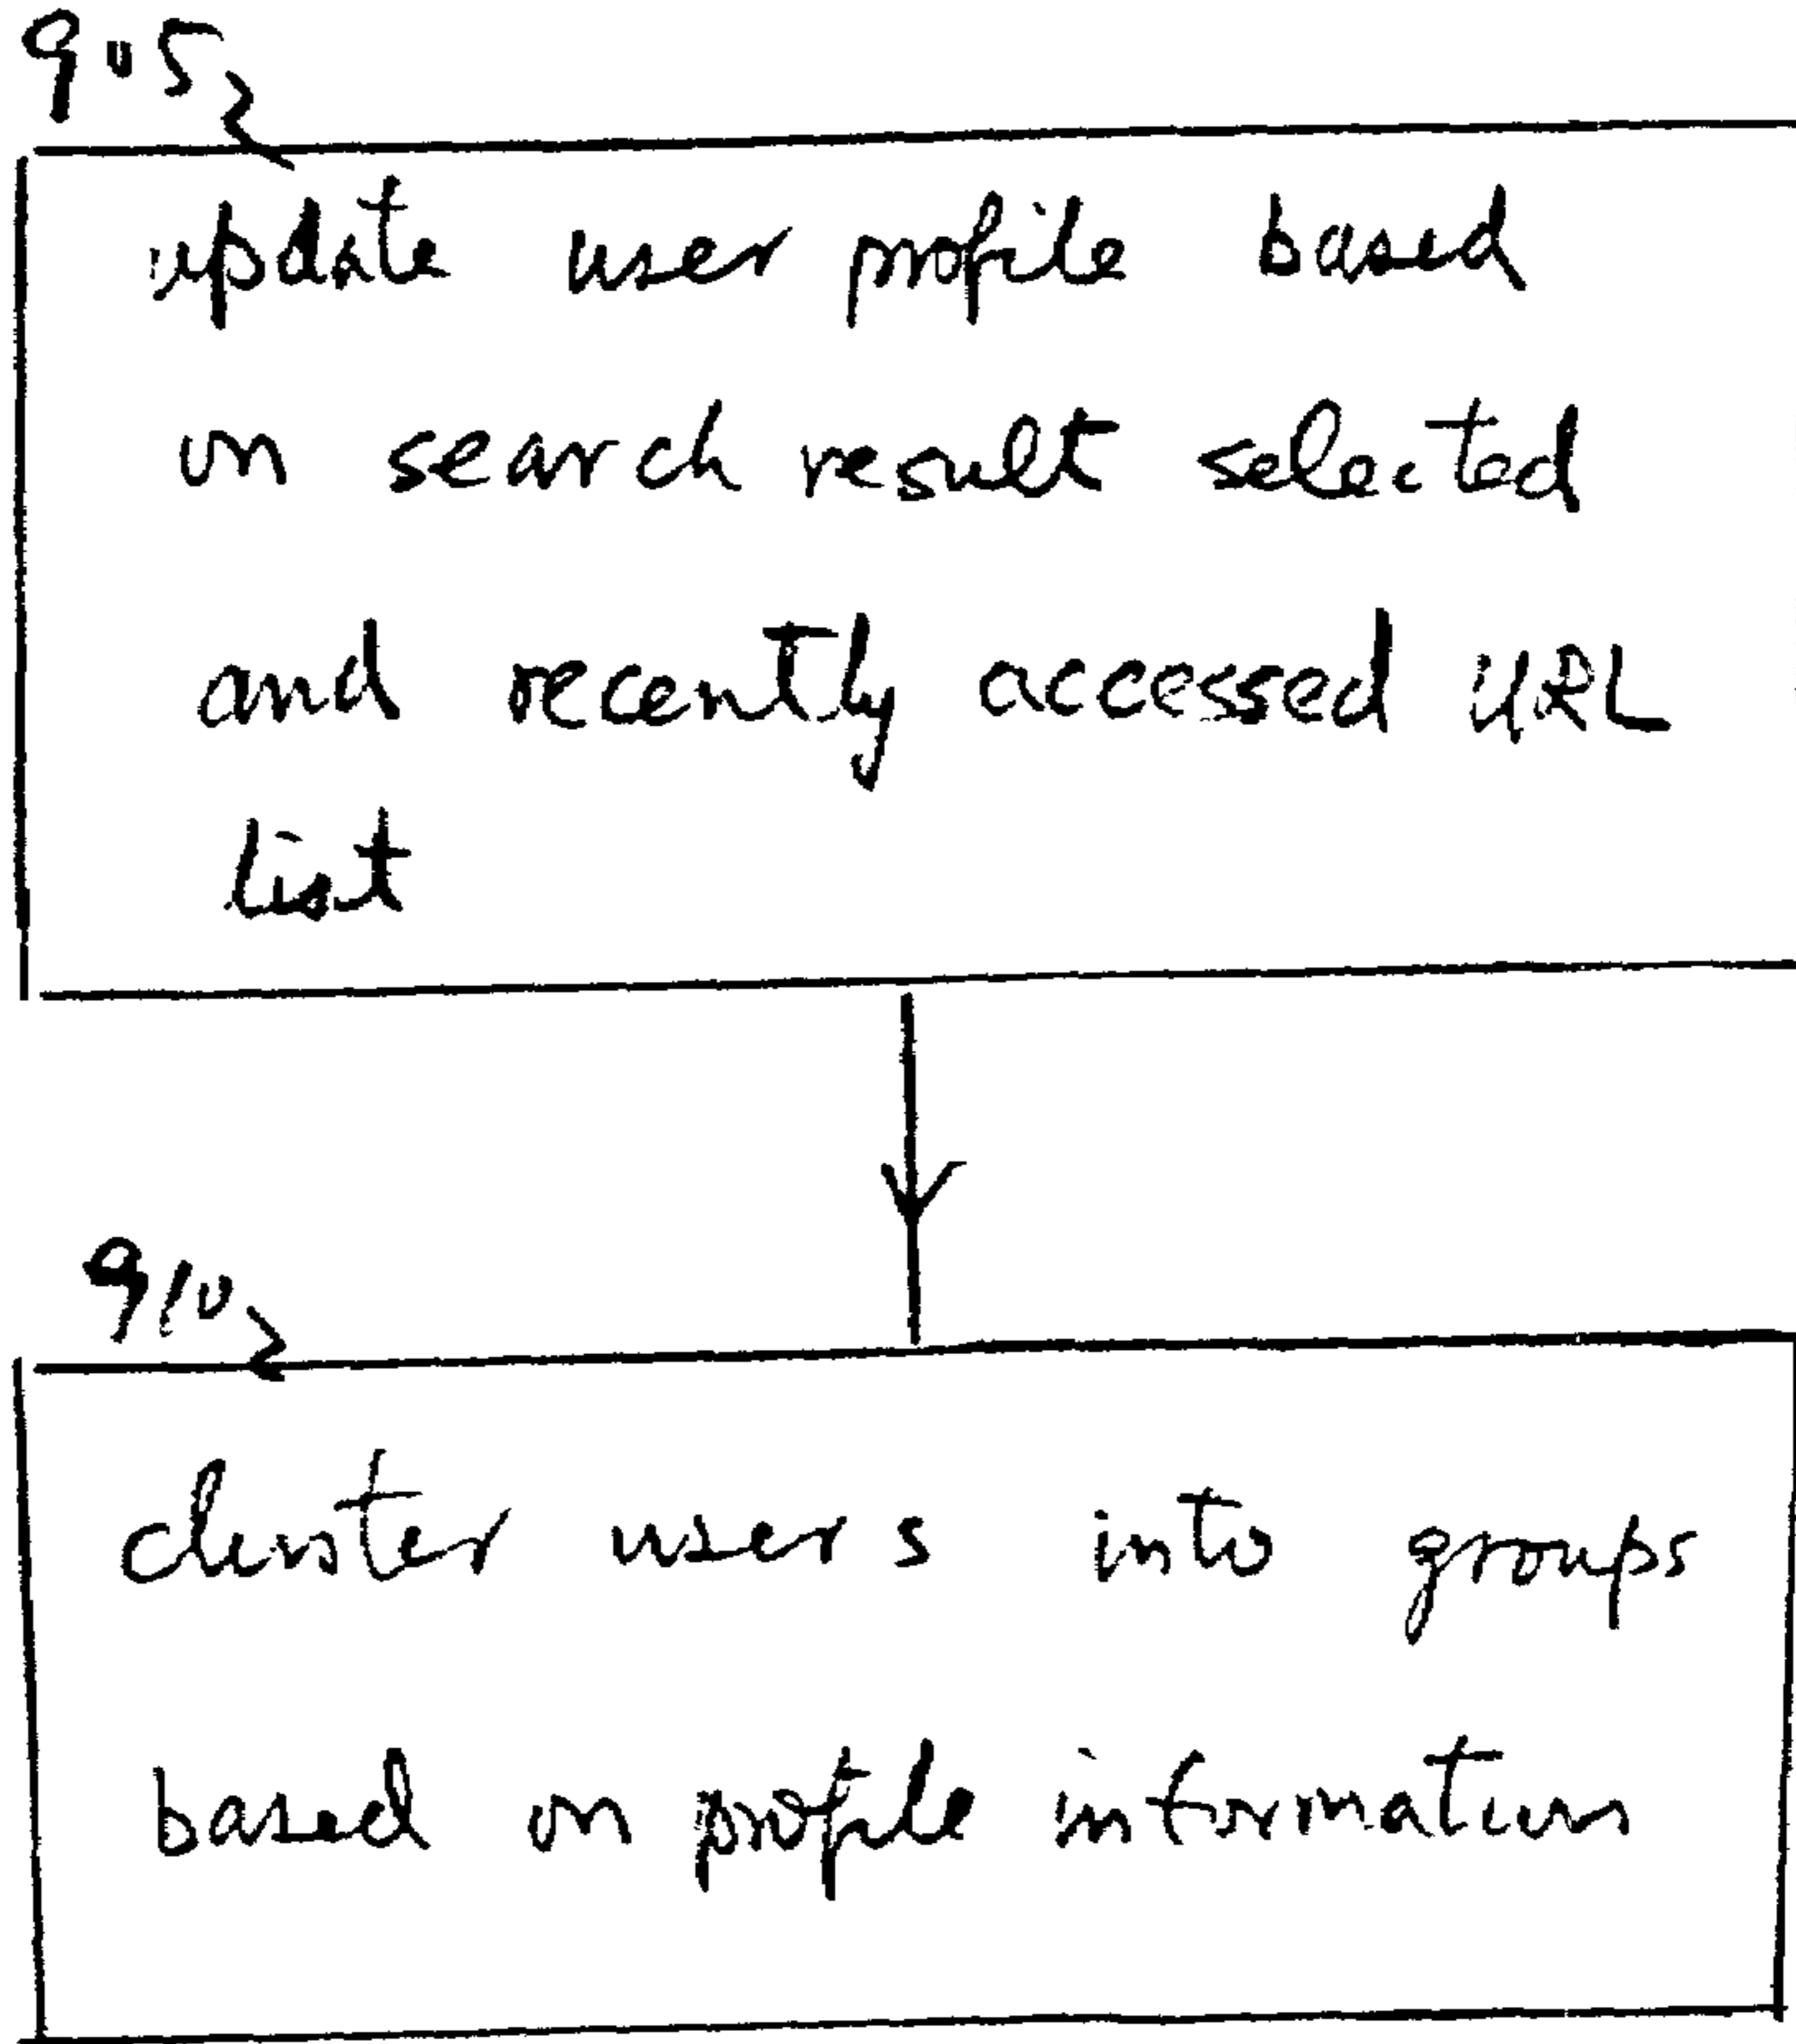 905
update user profile based
on search result selected
and recently accessed URL
list
910
cluster users into groups
based on profile information